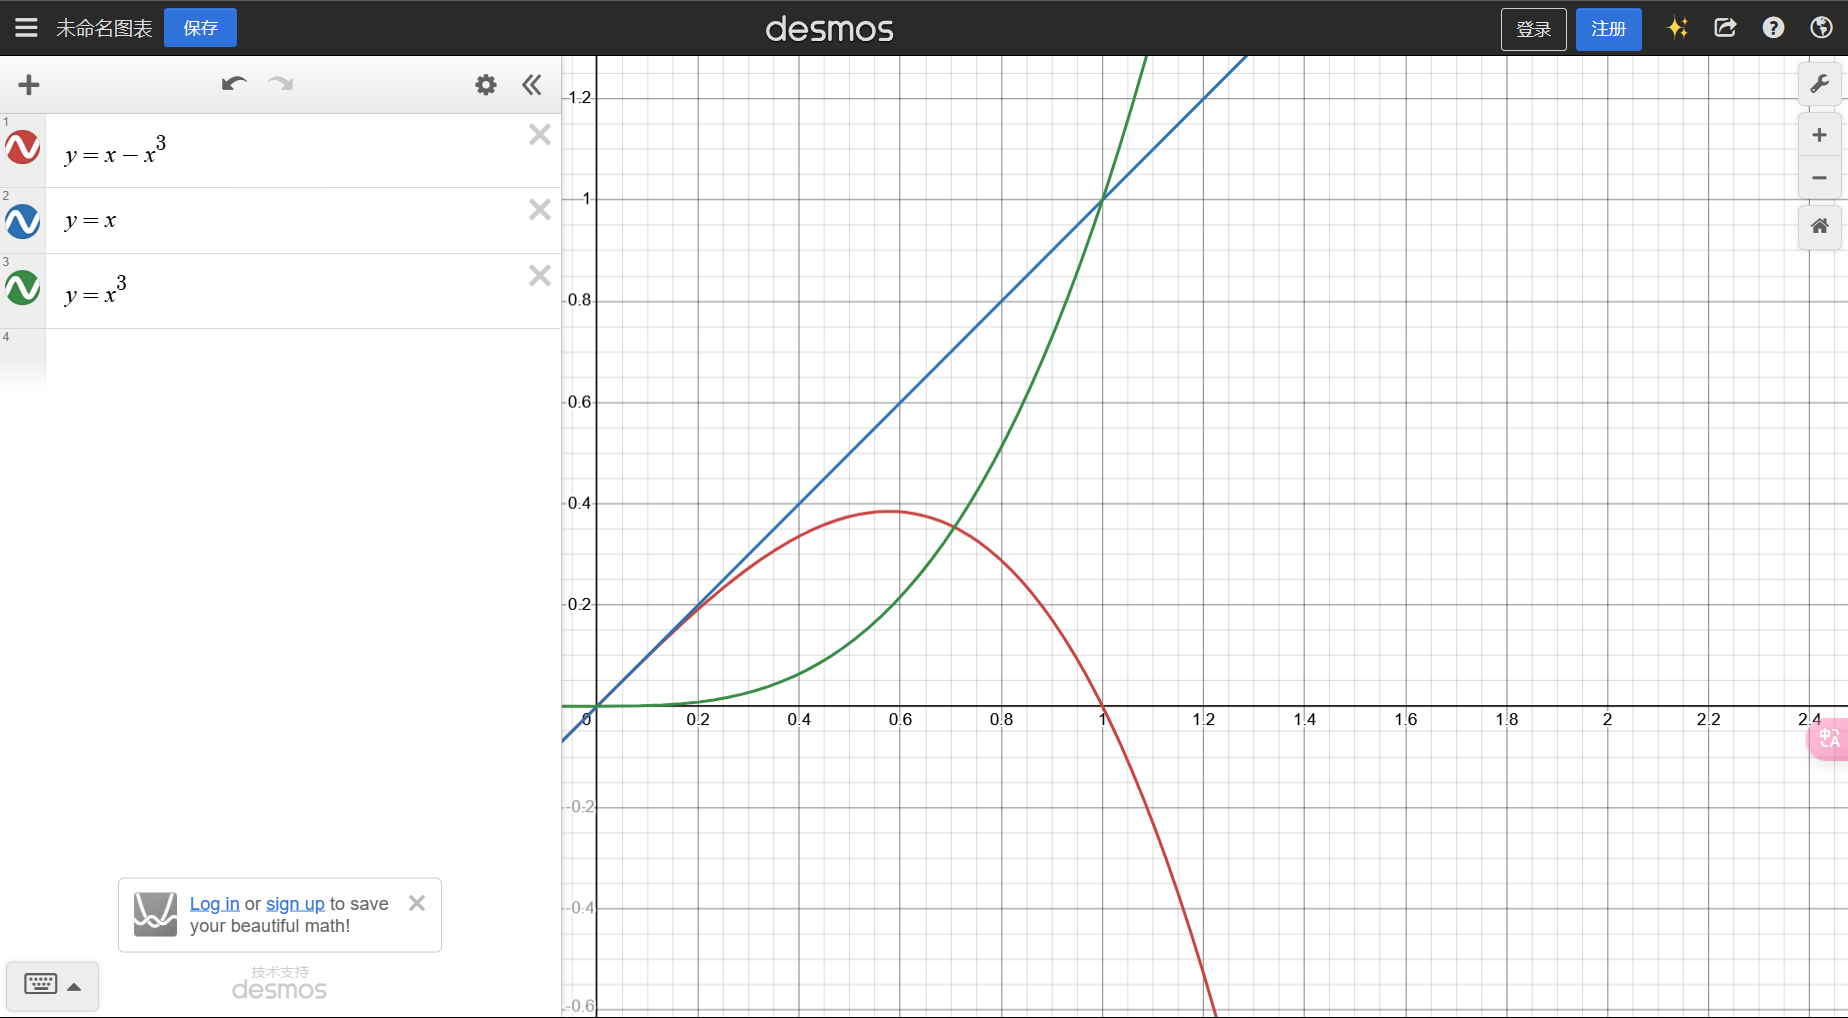 未命名图表 保存 desmos 登录 注册
1
y = x − x^3
2
y = x
3
y = x^3
4
Log in or sign up to save
your beautiful math!
技术支持
desmos
1.2
1
0.8
0.6
0.4
0.2
0 0.2 0.4 0.6 0.8 1 1.2 1.4 1.6 1.8 2 2.2 2.4
-0.2
-0.4
-0.6
中 A